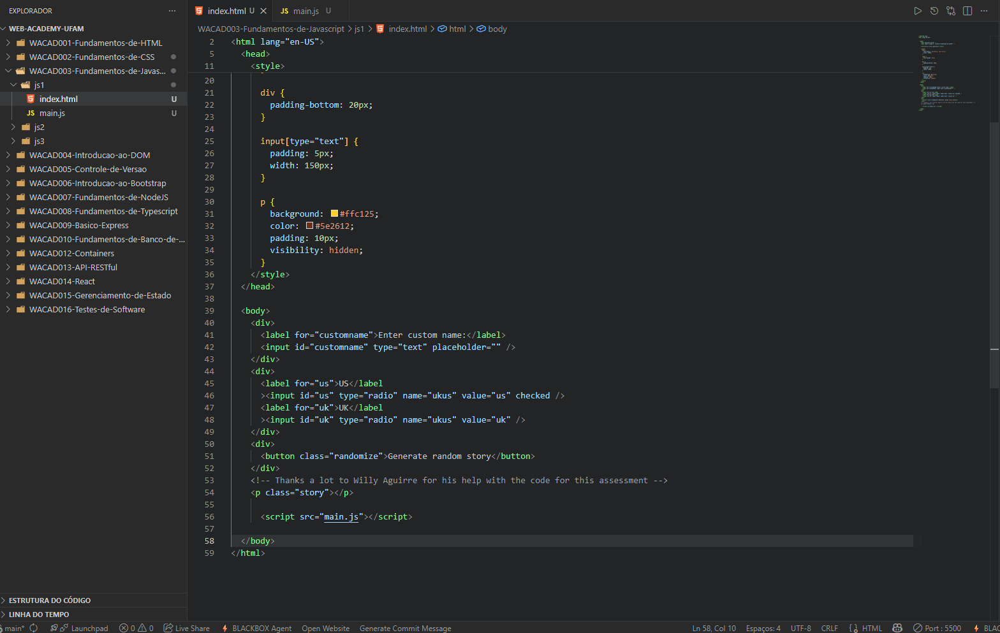 EXPLORADOR
WEB-ACADEMY-UFAM
WACAD001-Fundamentos-de-HTML
WACAD002-Fundamentos-de-CSS
WACAD003-Fundamentos-de-Javas...
js1
index.html U
JS main.js U
js2
js3
WACAD004-Introducao-ao-DOM
WACAD005-Controle-de-Versao
WACAD006-Introducao-ao-Bootstrap
WACAD007-Fundamentos-de-NodeJS
WACAD008-Fundamentos-de-Typescript
WACAD009-Basico-Express
WACAD010-Fundamentos-de-Banco-de-...
WACAD012-Containers
WACAD013-API-RESTful
WACAD014-React
WACAD015-Gerenciamento-de-Estado
WACAD016-Testes-de-Software
ESTRUTURA DO CÓDIGO
LINHA DO TEMPO
index.html U JS main.js U
WACAD003-Fundamentos-de-Javascript > js1 > index.html > html > body
2 <html lang="en-US">
5 <head>
11 <style>
20
21 div {
22 padding-bottom: 20px;
23 }
24
25 input[type="text"] {
26 padding: 5px;
27 width: 150px;
28 }
29
30 p {
31 background: #ffc125;
32 color: #5e2612;
33 padding: 10px;
34 visibility: hidden;
35 }
36 </style>
37 </head>
38
39 <body>
40 <div>
41 <label for="customname">Enter custom name:</label>
42 <input id="customname" type="text" placeholder="" />
43 </div>
44 <div>
45 <label for="us">US</label
46 ><input id="us" type="radio" name="ukus" value="us" checked />
47 <label for="uk">UK</label
48 ><input id="uk" type="radio" name="ukus" value="uk" />
49 </div>
50 <div>
51 <button class="randomize">Generate random story</button>
52 </div>
53 <!-- Thanks a lot to Willy Aguirre for his help with the code for this assessment -->
54 <p class="story"></p>
55
56 <script src="main.js"></script>
57
58 </body>
59 </html>
main* Launchpad 0 0 Live Share BLACKBOX Agent Open Website Generate Commit Message Ln 58, Col 10 Espaços: 4 UTF-8 CRLF {} HTML Port : 5500 BLA